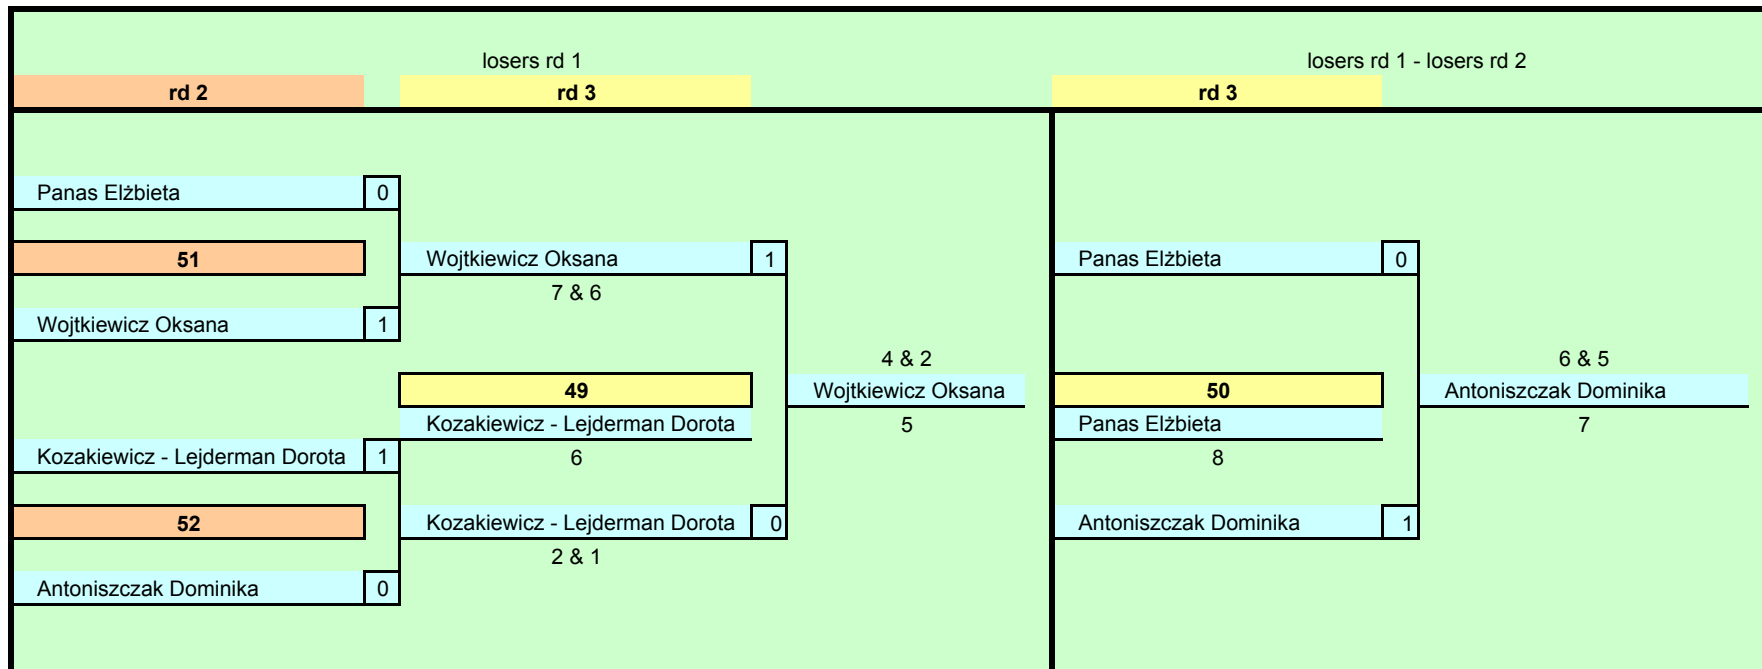 losers rd 1
losers rd 1 - losers rd 2
rd 2
rd 3
rd 3
Panas Elżbieta 0
51
Wojtkiewicz Oksana 1
Wojtkiewicz Oksana 1
7 & 6
49
Kozakiewicz - Lejderman Dorota
6
Kozakiewicz - Lejderman Dorota 1
52
Antoniszczak Dominika 0
Kozakiewicz - Lejderman Dorota 0
2 & 1
4 & 2
Wojtkiewicz Oksana
5
Panas Elżbieta 0
50
Panas Elżbieta
8
Antoniszczak Dominika 1
6 & 5
Antoniszczak Dominika
7